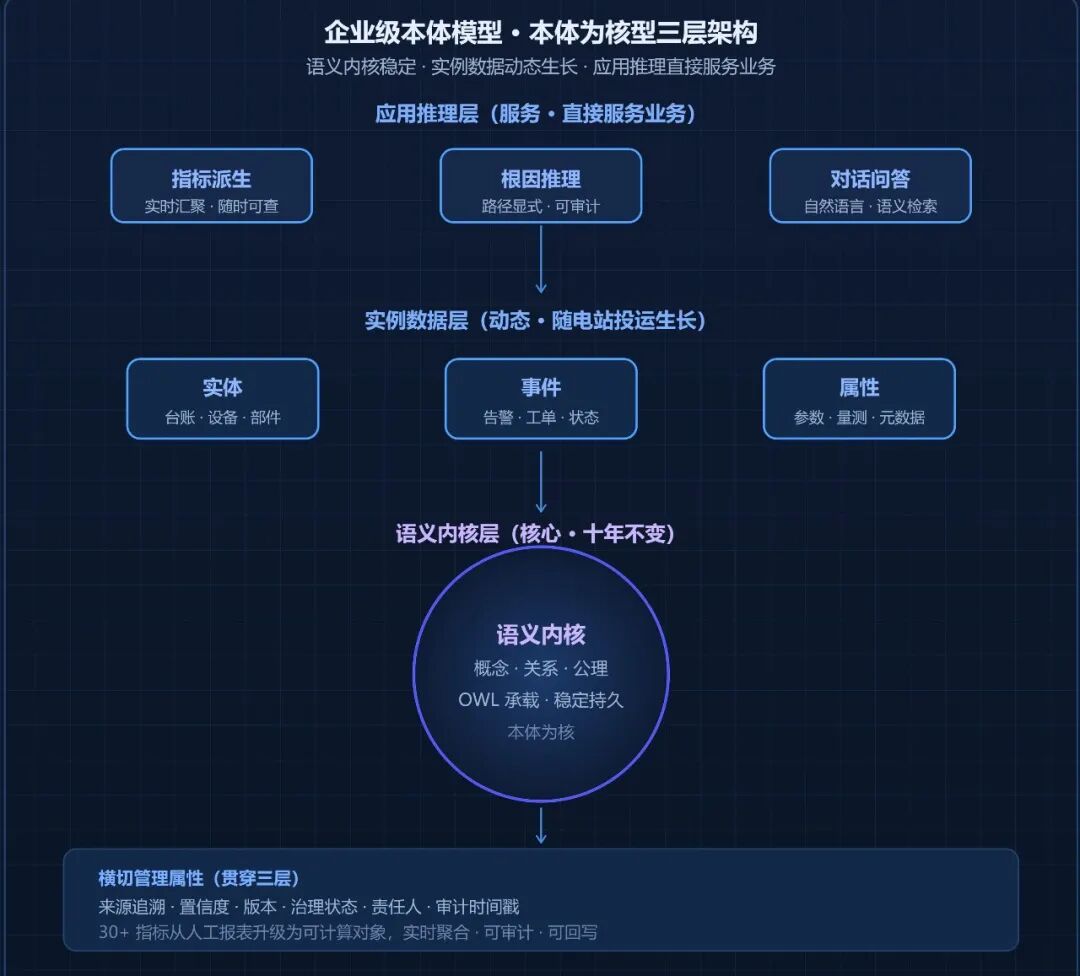 企业级本体模型·本体为核型三层架构
语义内核稳定·实例数据动态生长·应用推理直接服务业务
应用推理层（服务·直接服务业务）
指标派生
实时汇聚·随时可查
根因推理
路径显式·可审计
对话问答
自然语言·语义检索
实例数据层（动态·随电站投运生长）
实体
台账·设备·部件
事件
告警·工单·状态
属性
参数·量测·元数据
语义内核层（核心·十年不变）
语义内核
概念·关系·公理
OWL 承载·稳定持久
本体为核
横切管理属性（贯穿三层）
来源追溯·置信度·版本·治理状态·责任人·审计时间戳
30+ 指标从人工报表升级为可计算对象，实时聚合·可审计·可回写